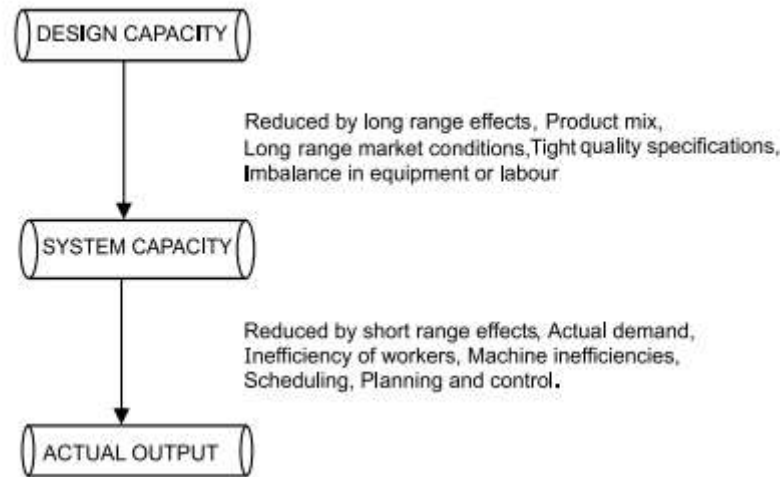 DESIGN CAPACITY
Reduced by long range effects, Product mix,
Long range market conditions,Tight quality specifications,
Imbalance in equipment or labour
SYSTEM CAPACITY
Reduced by short range effects, Actual demand,
Inefficiency of workers, Machine inefficiencies,
Scheduling, Planning and control.
ACTUAL OUTPUT